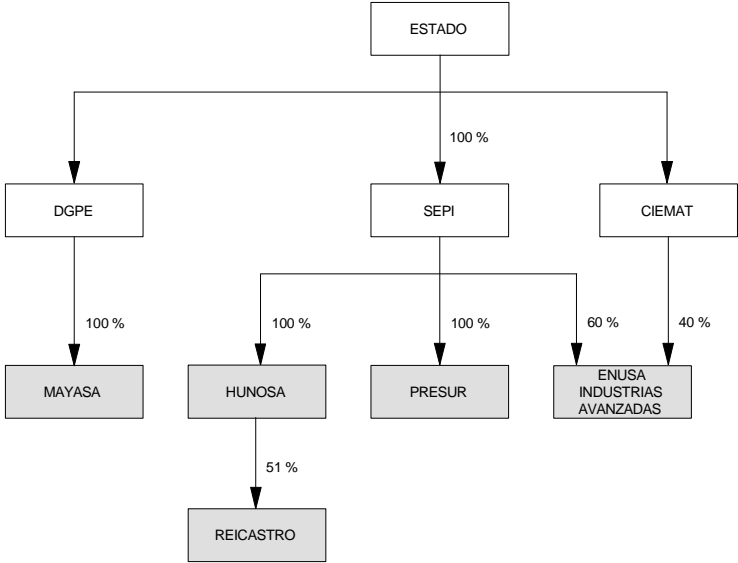 ESTADO
100 %
DGPE
SEPI
CIEMAT
100 %
100 %
100 %
60 %
40 %
MAYASA
HUNOSA
PRESUR
ENUSA
INDUSTRIAS
AVANZADAS
51 %
REICASTRO